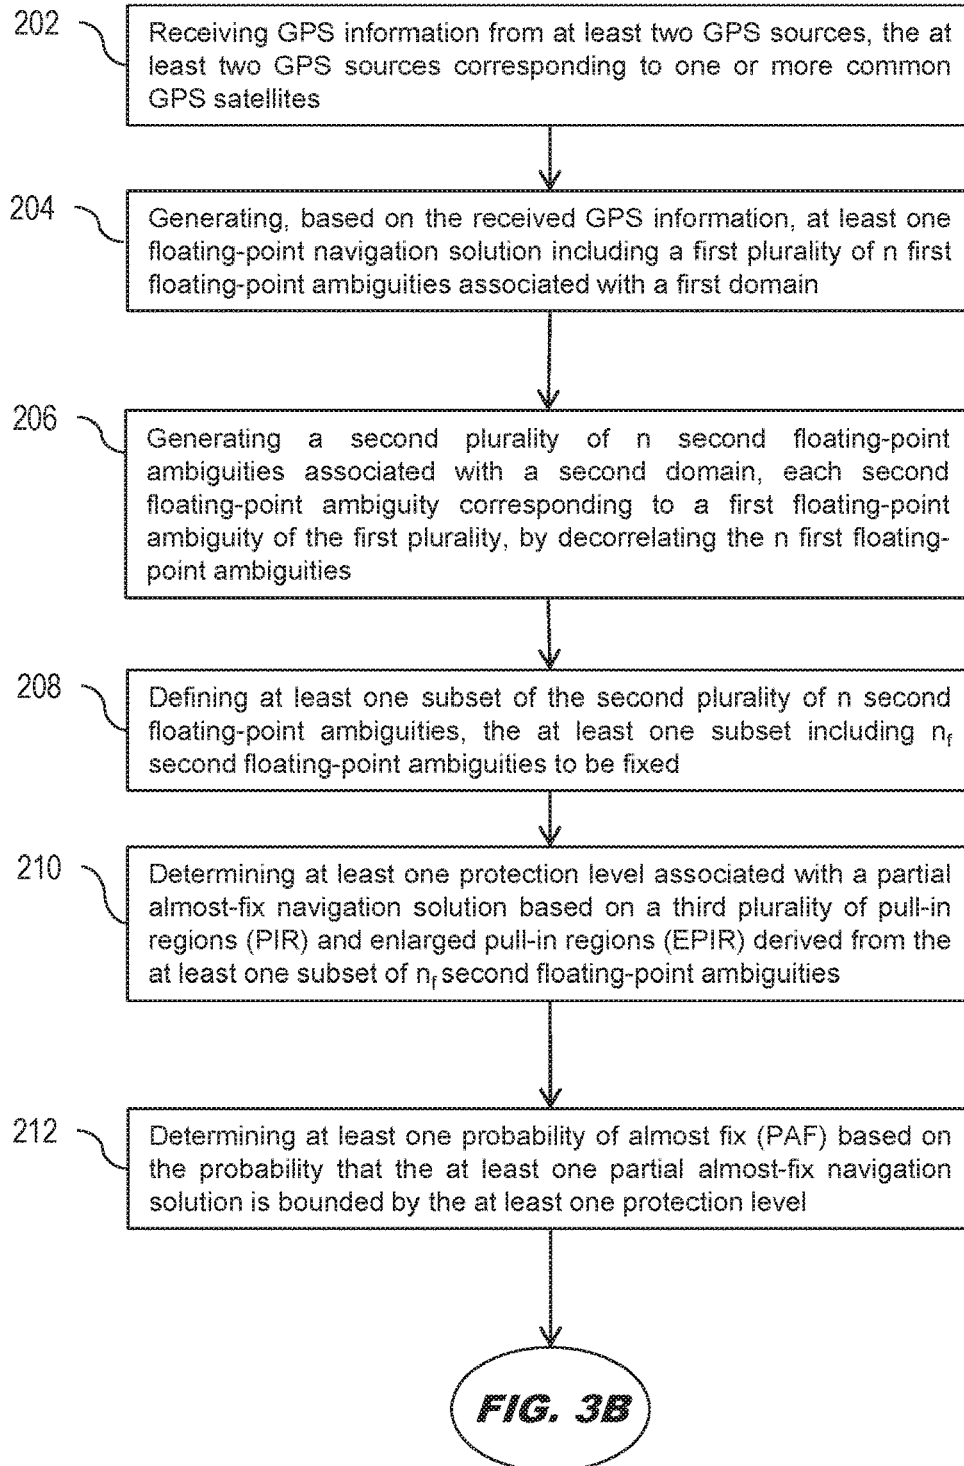 202
Receiving GPS information from at least two GPS sources, the at
least two GPS sources corresponding to one or more common
GPS satellites
204
Generating, based on the received GPS information, at least one
floating-point navigation solution including a first plurality of n first
floating-point ambiguities associated with a first domain
206
Generating a second plurality of n second floating-point
ambiguities associated with a second domain, each second
floating-point ambiguity corresponding to a first floating-point
ambiguity of the first plurality, by decorrelating the n first floating-
point ambiguities
208
Defining at least one subset of the second plurality of n second
floating-point ambiguities, the at least one subset including nf
second floating-point ambiguities to be fixed
210
Determining at least one protection level associated with a partial
almost-fix navigation solution based on a third plurality of pull-in
regions (PIR) and enlarged pull-in regions (EPIR) derived from the
at least one subset of nf second floating-point ambiguities
212
Determining at least one probability of almost fix (PAF) based on
the probability that the at least one partial almost-fix navigation
solution is bounded by the at least one protection level
FIG. 3B